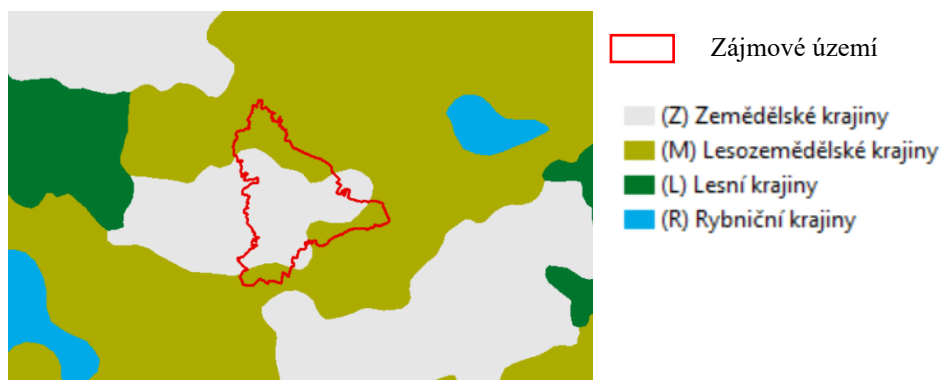 Zájmové území
(Z) Zemědělské krajiny
(M) Lesozemědělské krajiny
(L) Lesní krajiny
(R) Rybniční krajiny